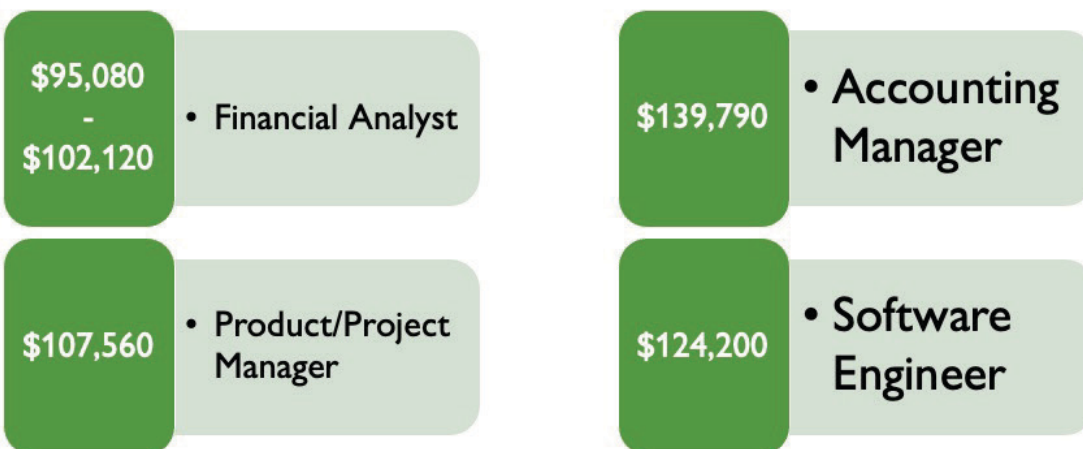 $95,080
-
$102,120
• Financial Analyst
$139,790
• Accounting
Manager
$107,560
• Product/Project
Manager
$124,200
• Software
Engineer